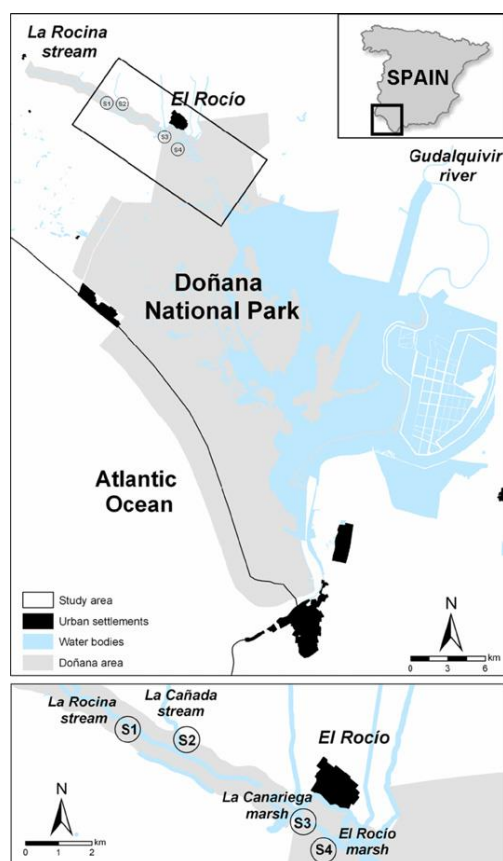 La Rocina
stream
S1
S2
El Rocío
S3
S4
SPAIN
Gudalquivir
river
Doñana
National Park
Atlantic
Ocean
Study area
Urban settlements
Water bodies
Doñana area
N
km
0 3 6
La Rocina
stream
La Cañada
stream
S1
S2
El Rocío
La Canariega
marsh
S3
El Rocío
marsh
S4
N
km
0 1 2